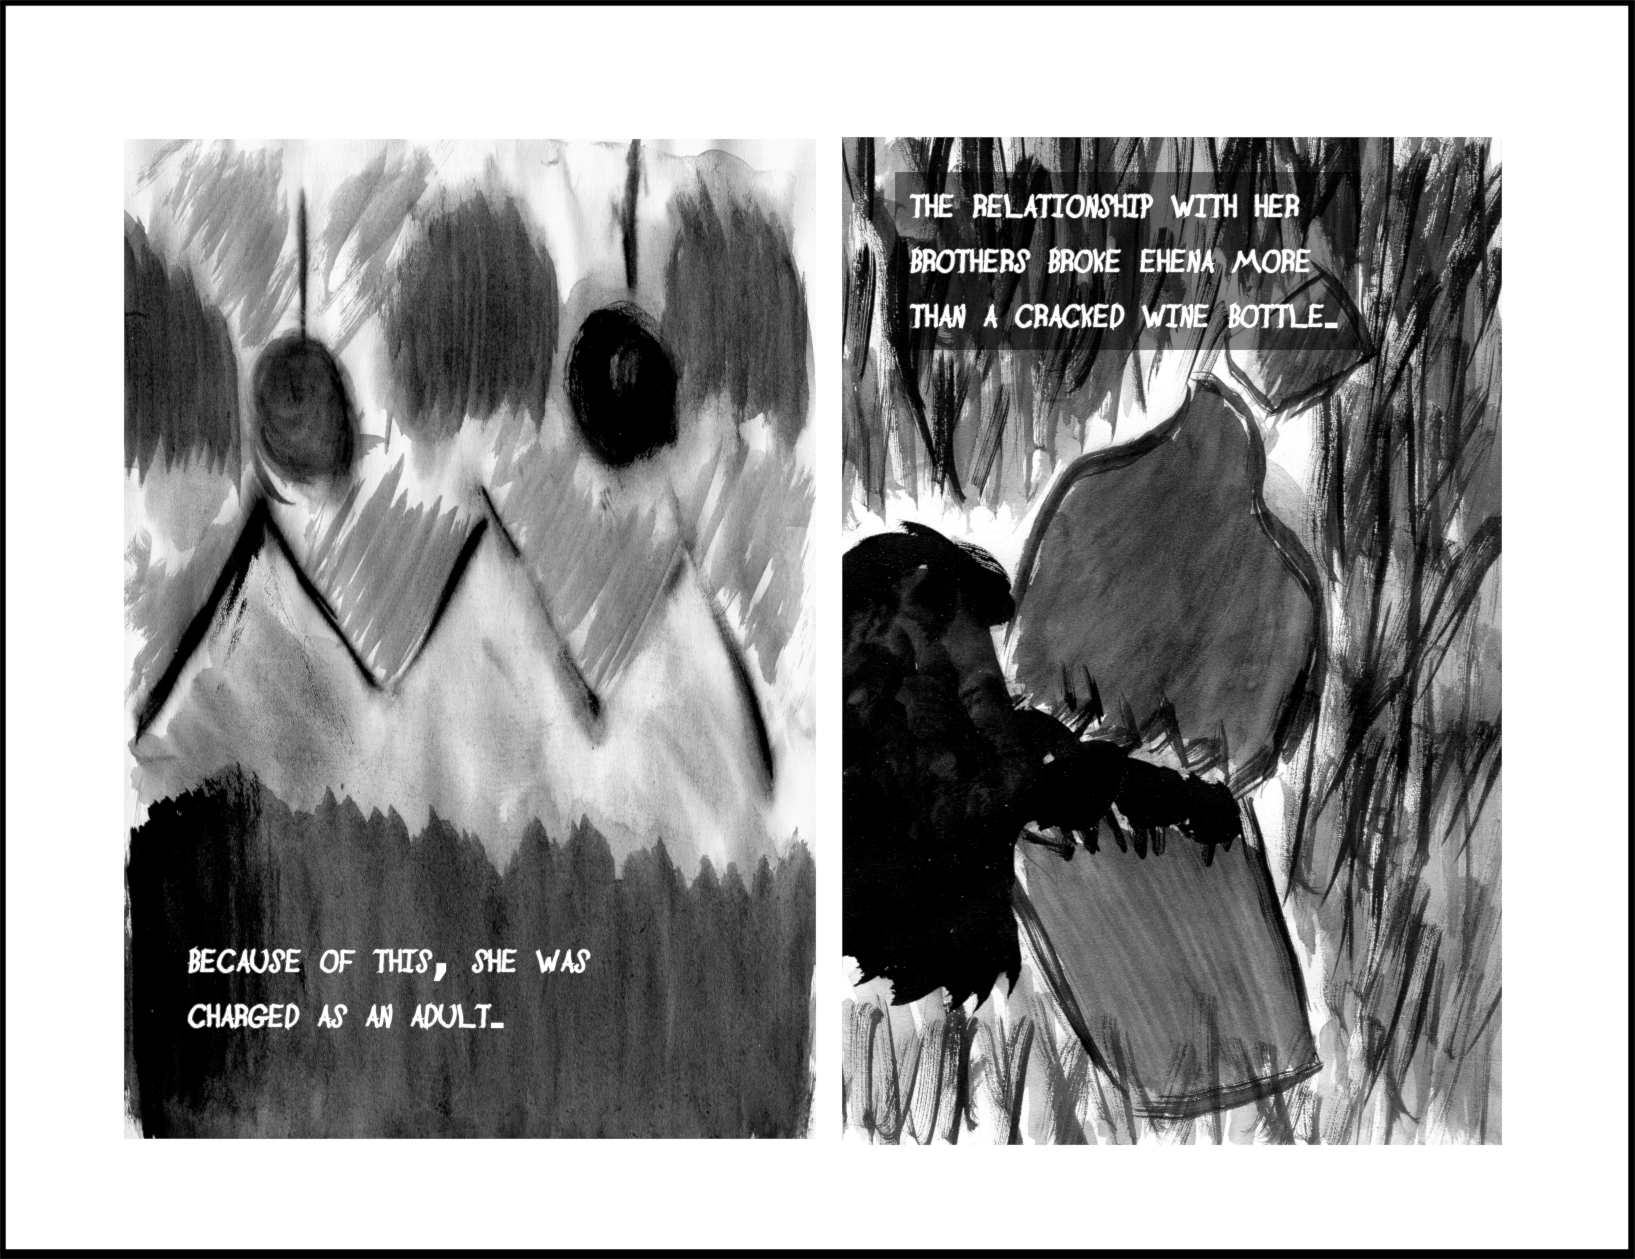 BECAUSE OF THIS, SHE WAS
CHARGED AS AN ADULT.
THE RELATIONSHIP WITH HER
BROTHERS BROKE EHENA MORE
THAN A CRACKED WINE BOTTLE.